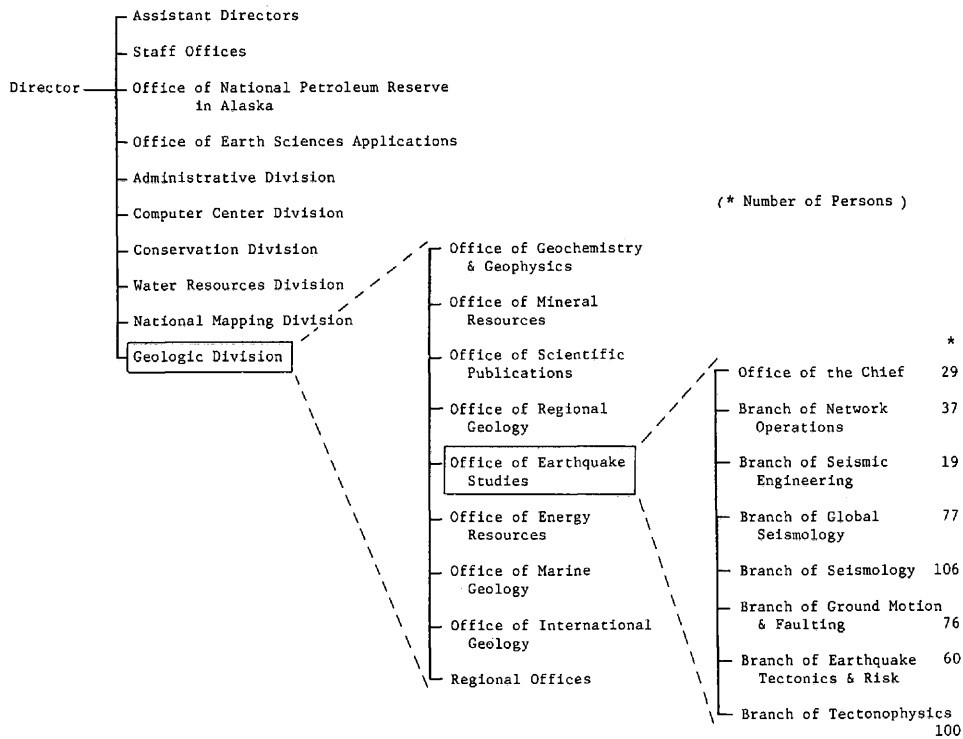 Assistant Directors
Staff Offices
Director
Office of National Petroleum Reserve
in Alaska
Office of Earth Sciences Applications
Administrative Division
Computer Center Division
Conservation Division
Water Resources Division
National Mapping Division
Geologic Division
(* Number of Persons )
Office of Geochemistry
& Geophysics
Office of Mineral
Resources
Office of Scientific
Publications
Office of Regional
Geology
Office of Earthquake
Studies
Office of Energy
Resources
Office of Marine
Geology
Office of International
Geology
Regional Offices
*
Office of the Chief 29
Branch of Network 37
Operations
Branch of Seismic 19
Engineering
Branch of Global 77
Seismology
Branch of Seismology 106
Branch of Ground Motion
& Faulting 76
Branch of Earthquake 60
Tectonics & Risk
Branch of Tectonophysics
100